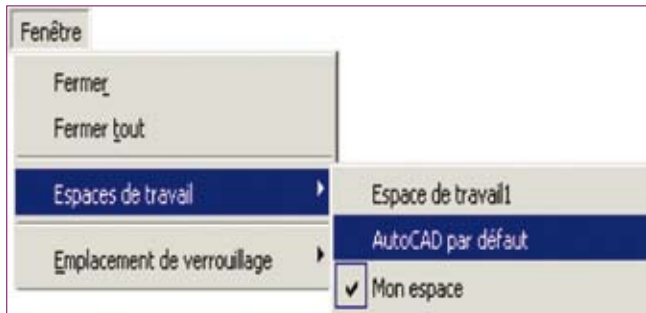 Fenêtre
Fermer
Fermer tout
Espaces de travail
Espace de travail1
AutoCAD par défaut
Emplacement de verrouillage
Mon espace